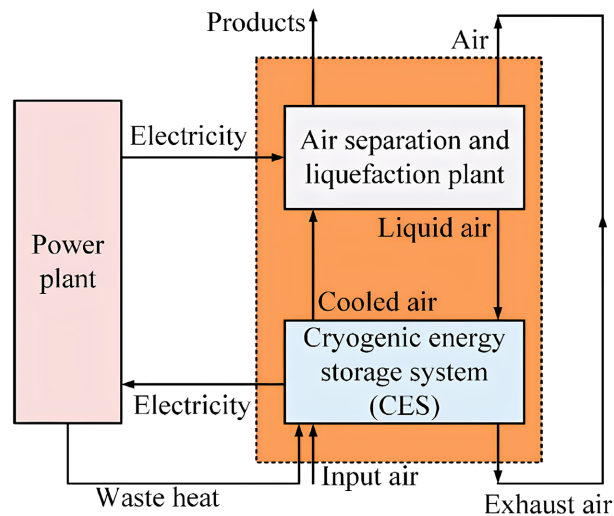 Products
Air
Electricity
Air separation and
liquefaction plant
Power
plant
Liquid air
Cooled air
Cryogenic energy
storage system
(CES)
Electricity
Input air
Waste heat
Exhaust air